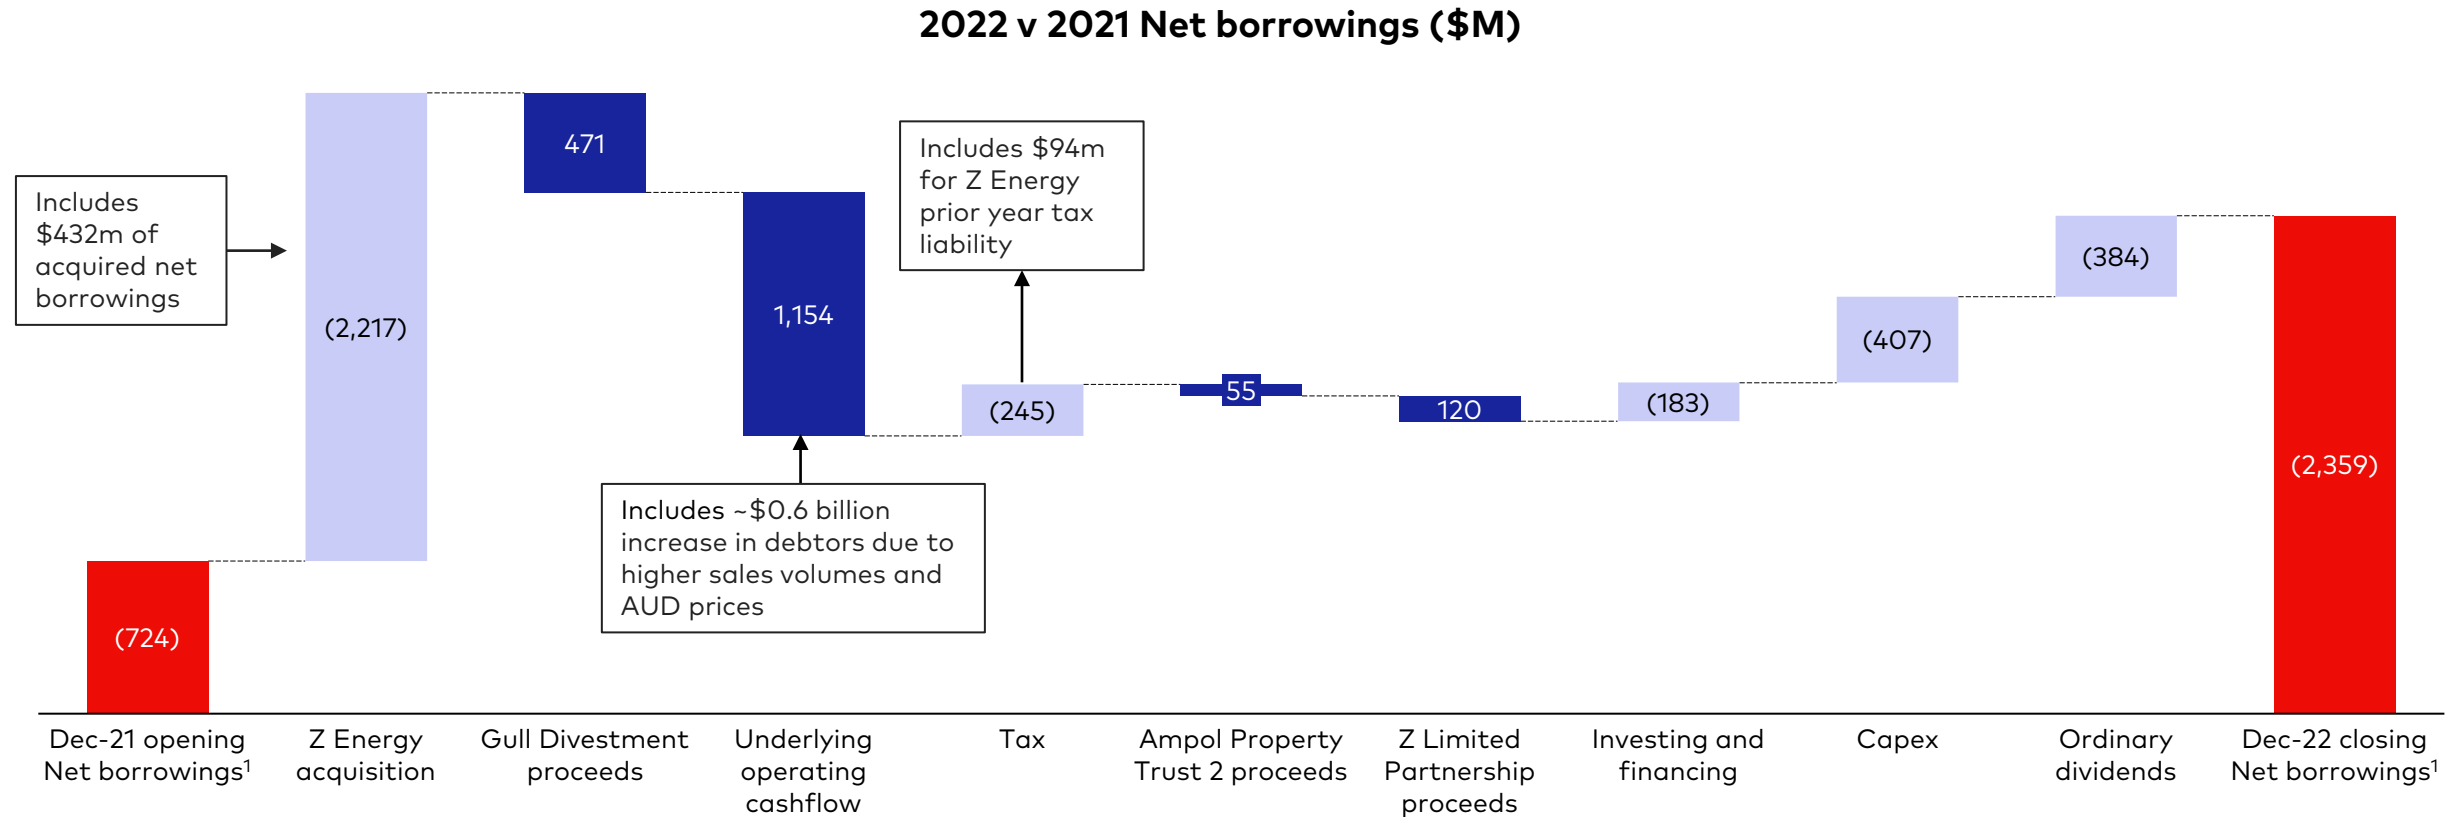 2022 v 2021 Net borrowings ($M)
Includes
$432m of
acquired net
borrowings
(724)
(2,217)
471
1,154
Includes ~$0.6 billion
increase in debtors due to
higher sales volumes and
AUD prices
Includes $94m
for Z Energy
prior year tax
liability
(245)
55
120
(183)
(407)
(384)
(2,359)
Dec-21 opening
Net borrowings¹
Z Energy
acquisition
Gull Divestment
proceeds
Underlying
operating
cashflow
Tax
Ampol Property
Trust 2 proceeds
Z Limited
Partnership
proceeds
Investing and
financing
Capex
Ordinary
dividends
Dec-22 closing
Net borrowings¹